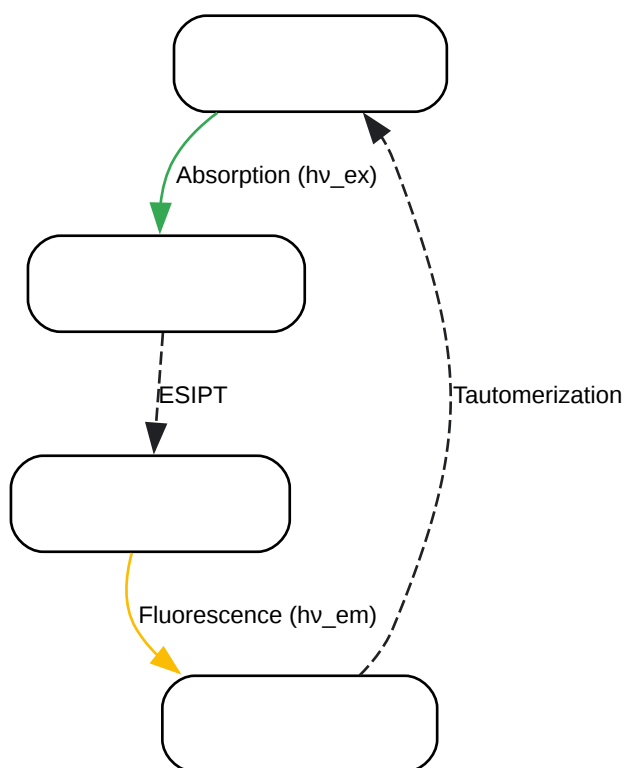 Absorption (hν_ex)
ESIPT
Tautomerization
Fluorescence (hν_em)